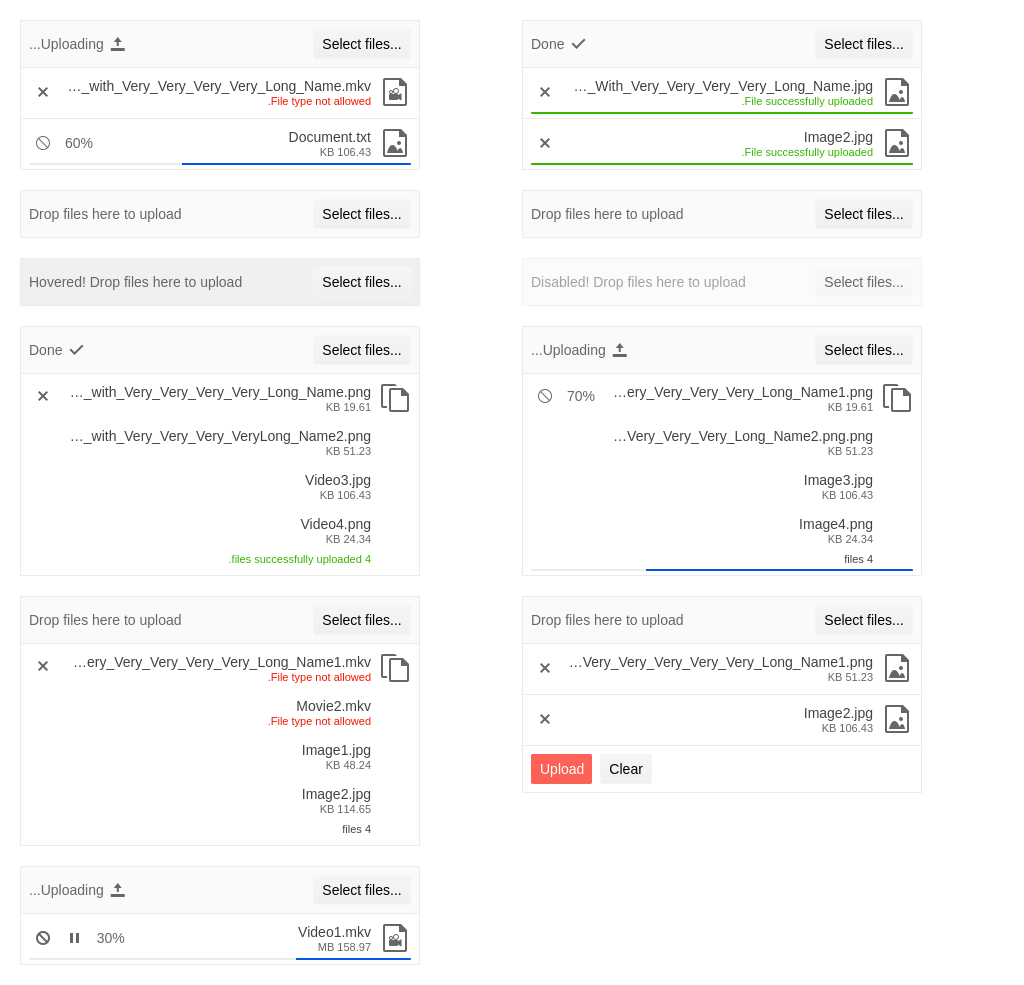 ...Uploading
Select files...
..._with_Very_Very_Very_Very_Long_Name.mkv
.File type not allowed
60%
Document.txt
KB 106.43
Drop files here to upload
Select files...
Hovered! Drop files here to upload
Select files...
Done
Select files...
..._with_Very_Very_Very_Very_Long_Name.png
KB 19.61
..._with_Very_Very_Very_VeryLong_Name2.png
KB 51.23
Video3.jpg
KB 106.43
Video4.png
KB 24.34
.files successfully uploaded 4
Drop files here to upload
Select files...
...ery_Very_Very_Very_Very_Long_Name1.mkv
.File type not allowed
Movie2.mkv
.File type not allowed
Image1.jpg
KB 48.24
Image2.jpg
KB 114.65
files 4
...Uploading
Select files...
30%
Video1.mkv
MB 158.97
Done
Select files...
..._With_Very_Very_Very_Very_Long_Name.jpg
.File successfully uploaded
Image2.jpg
.File successfully uploaded
Drop files here to upload
Select files...
Disabled! Drop files here to upload
Select files...
...Uploading
Select files...
70%
...ery_Very_Very_Very_Long_Name1.png
KB 19.61
...Very_Very_Very_Long_Name2.png.png
KB 51.23
Image3.jpg
KB 106.43
Image4.png
KB 24.34
files 4
Drop files here to upload
Select files...
...Very_Very_Very_Very_Very_Long_Name1.png
KB 51.23
Image2.jpg
KB 106.43
Upload
Clear